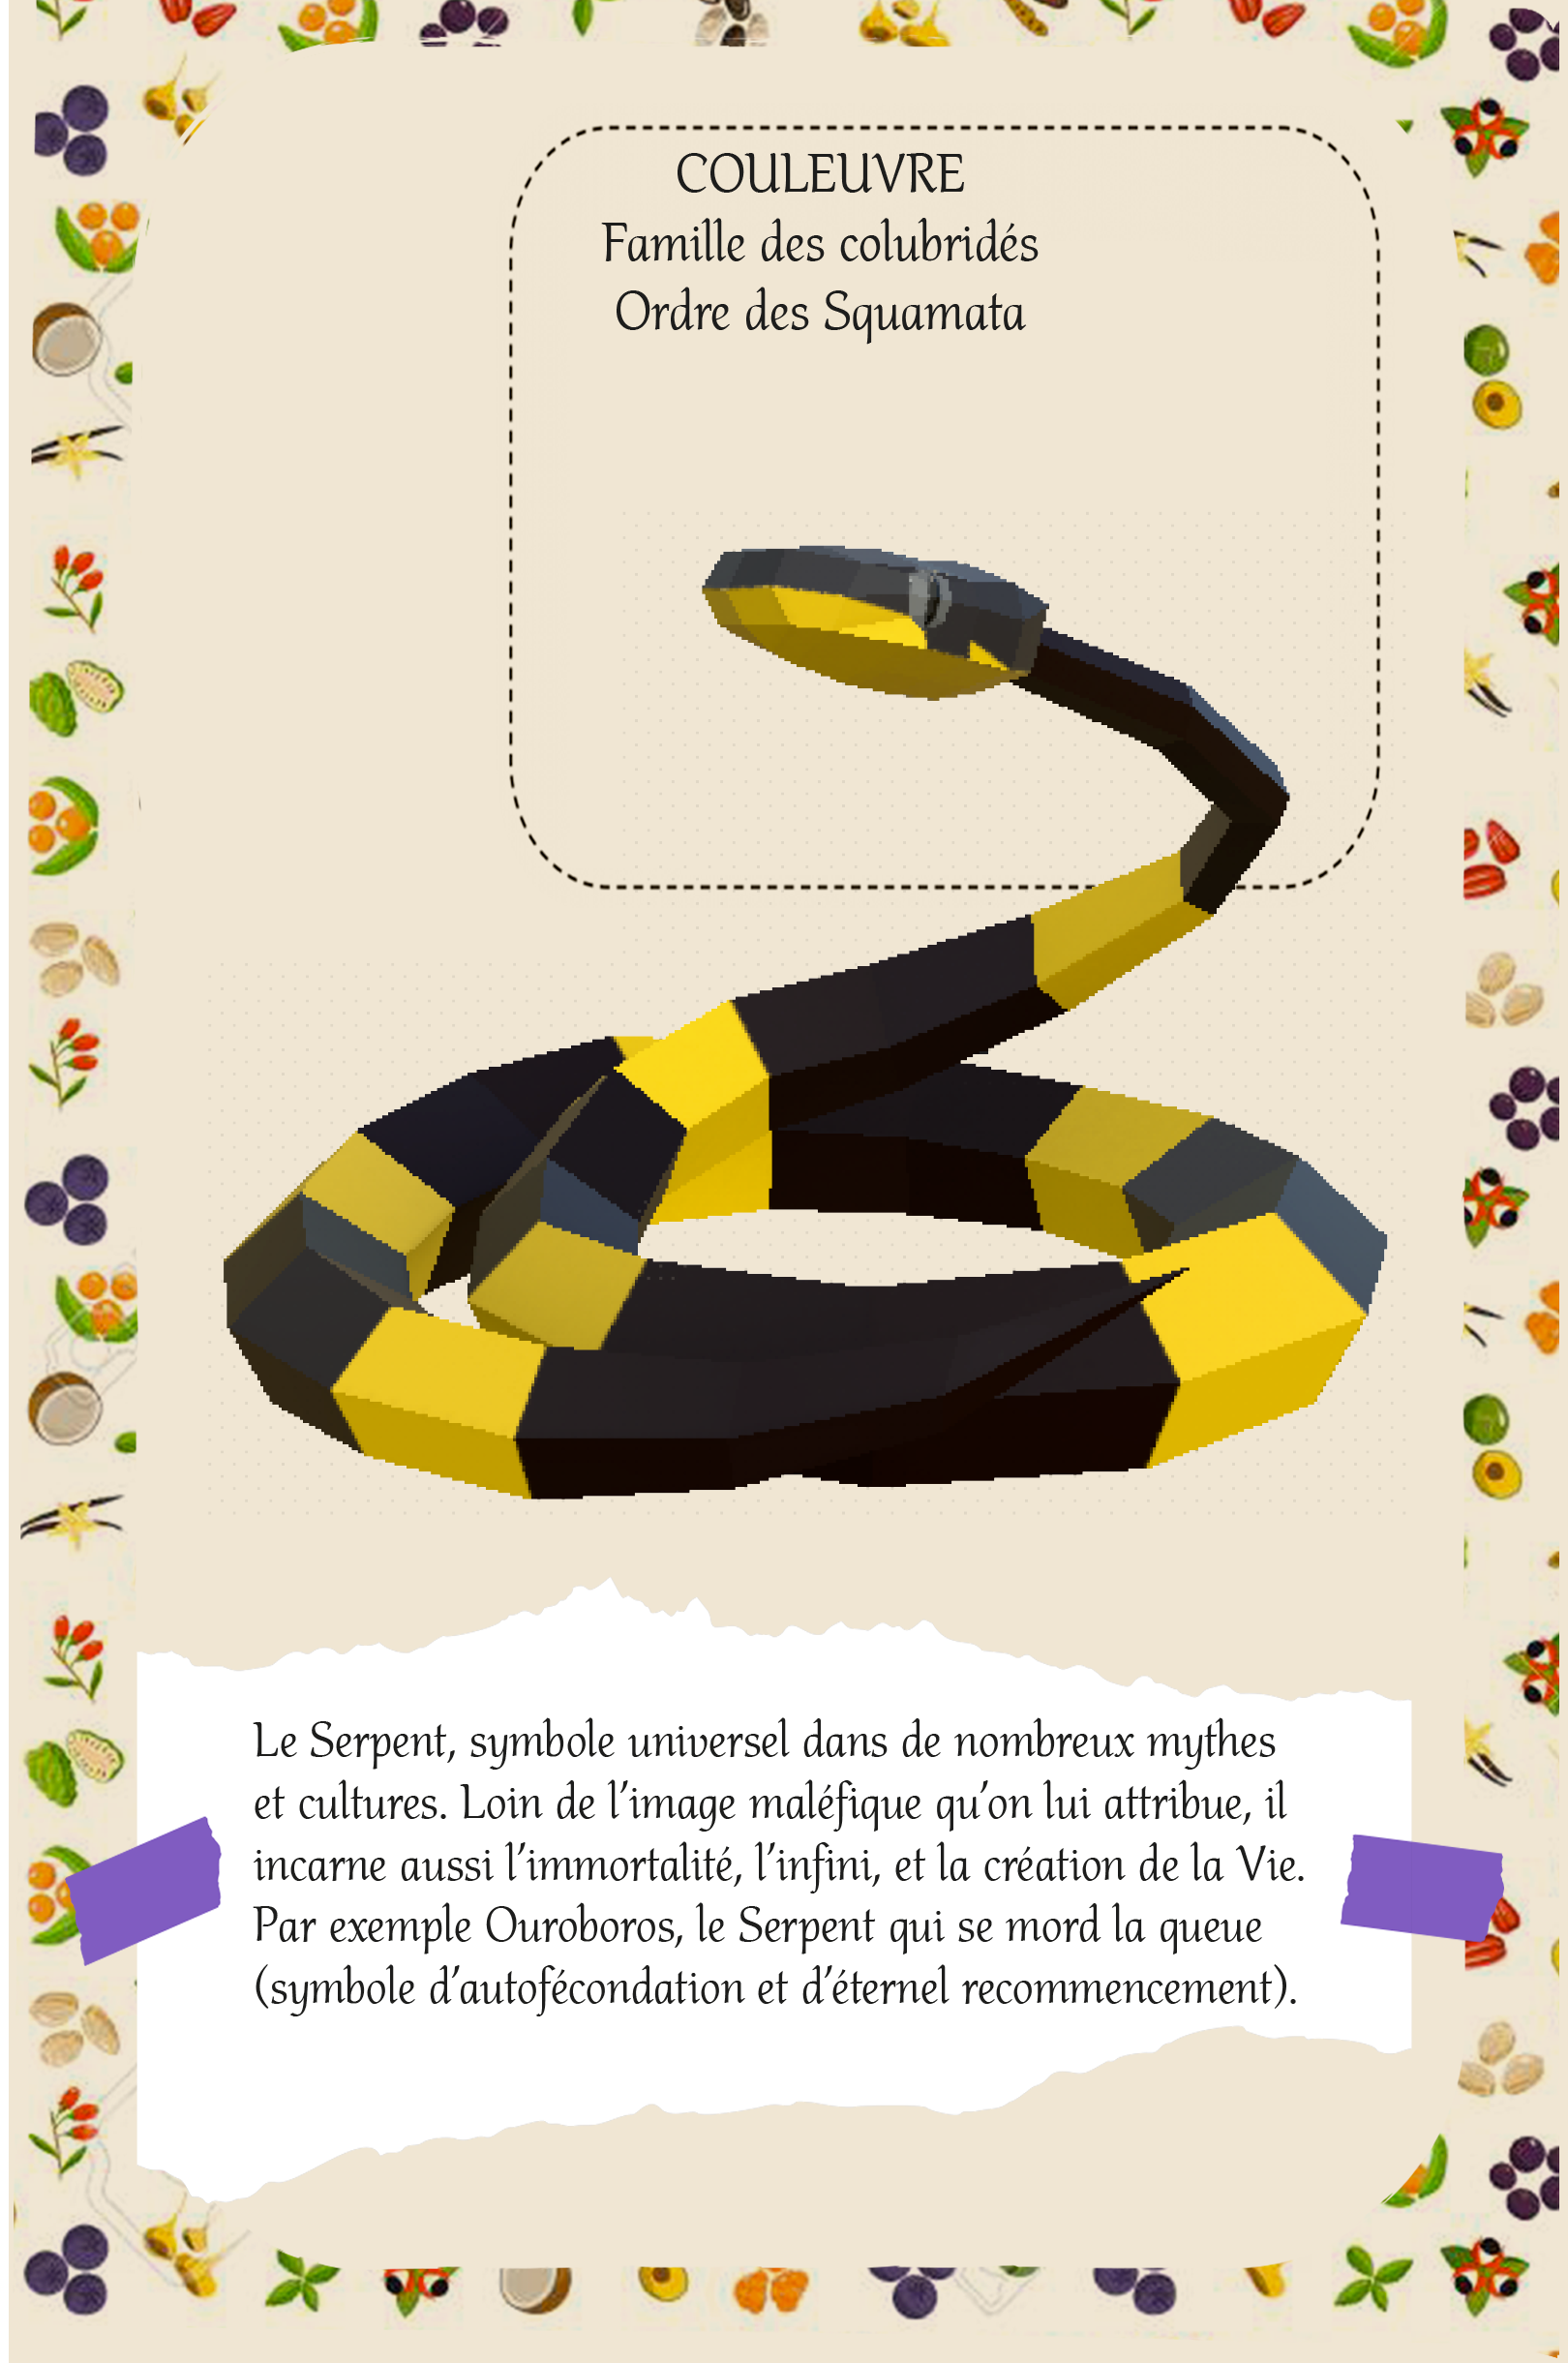 COULEUVRE
Famille des colubridés
Ordre des Squamata
Le Serpent, symbole universel dans de nombreux mythes
et cultures. Loin de l'image maléfique qu'on lui attribue, il
incarne aussi l'immortalité, l'infini, et la création de la Vie.
Par exemple Ouroboros, le Serpent qui se mord la queue
(symbole d'autofécondation et d'éternel recommencement).